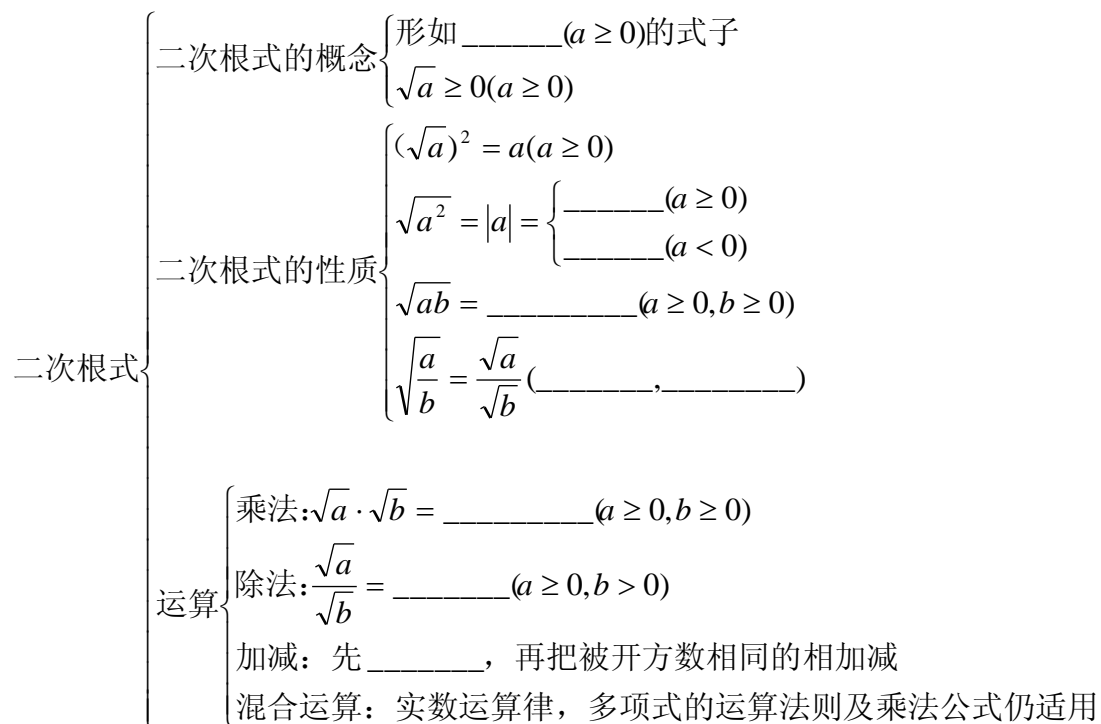 二次根式
二次根式的概念
形如______(a ≥ 0)的式子
√a ≥ 0(a ≥ 0)
二次根式的性质
(√a)² = a(a ≥ 0)
√a² = |a| =
______(a ≥ 0)
______(a < 0)
√ab = _________(a ≥ 0,b ≥ 0)
√(a/b) = √a/√b (_______,________)
运算
乘法:√a · √b = _________(a ≥ 0,b ≥ 0)
除法:√a/√b = _______(a ≥ 0,b > 0)
加减：先_______，再把被开方数相同的相加减
混合运算：实数运算律，多项式的运算法则及乘法公式仍适用